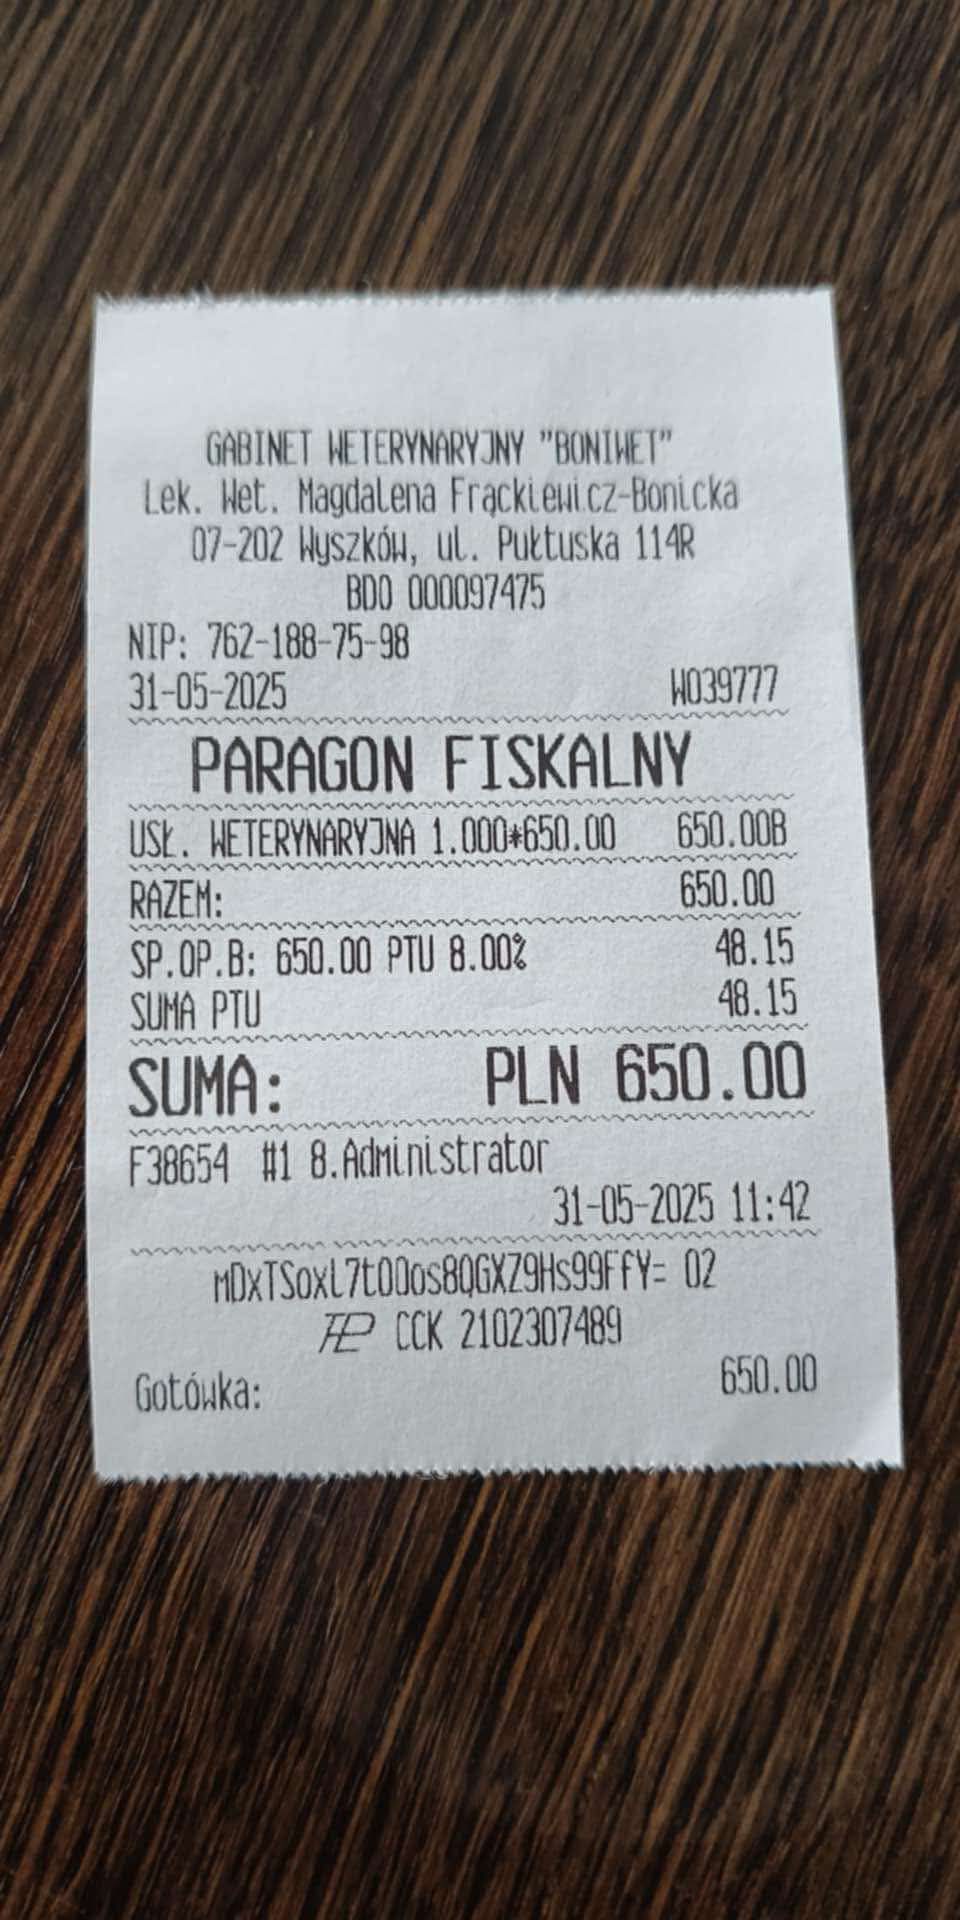 GABINET WETERYNARYJNY "BONIWET"
Lek. Wet. Magdalena Frąckiewicz-Bonicka
07-202 Wyszków, ul. Pułtuska 114R
BDO 000097475
NIP: 762-188-75-98
31-05-2025 W039777
PARAGON FISKALNY
USŁ. WETERYNARYJNA 1.000*650.00 650.00B
RAZEM: 650.00
SP.OP.B: 650.00 PTU 8.00% 48.15
SUMA PTU 48.15
SUMA: PLN 650.00
F38654 #1 8.Administrator
31-05-2025 11:42
02
CCK 2102307489
Gotówka: 650.00